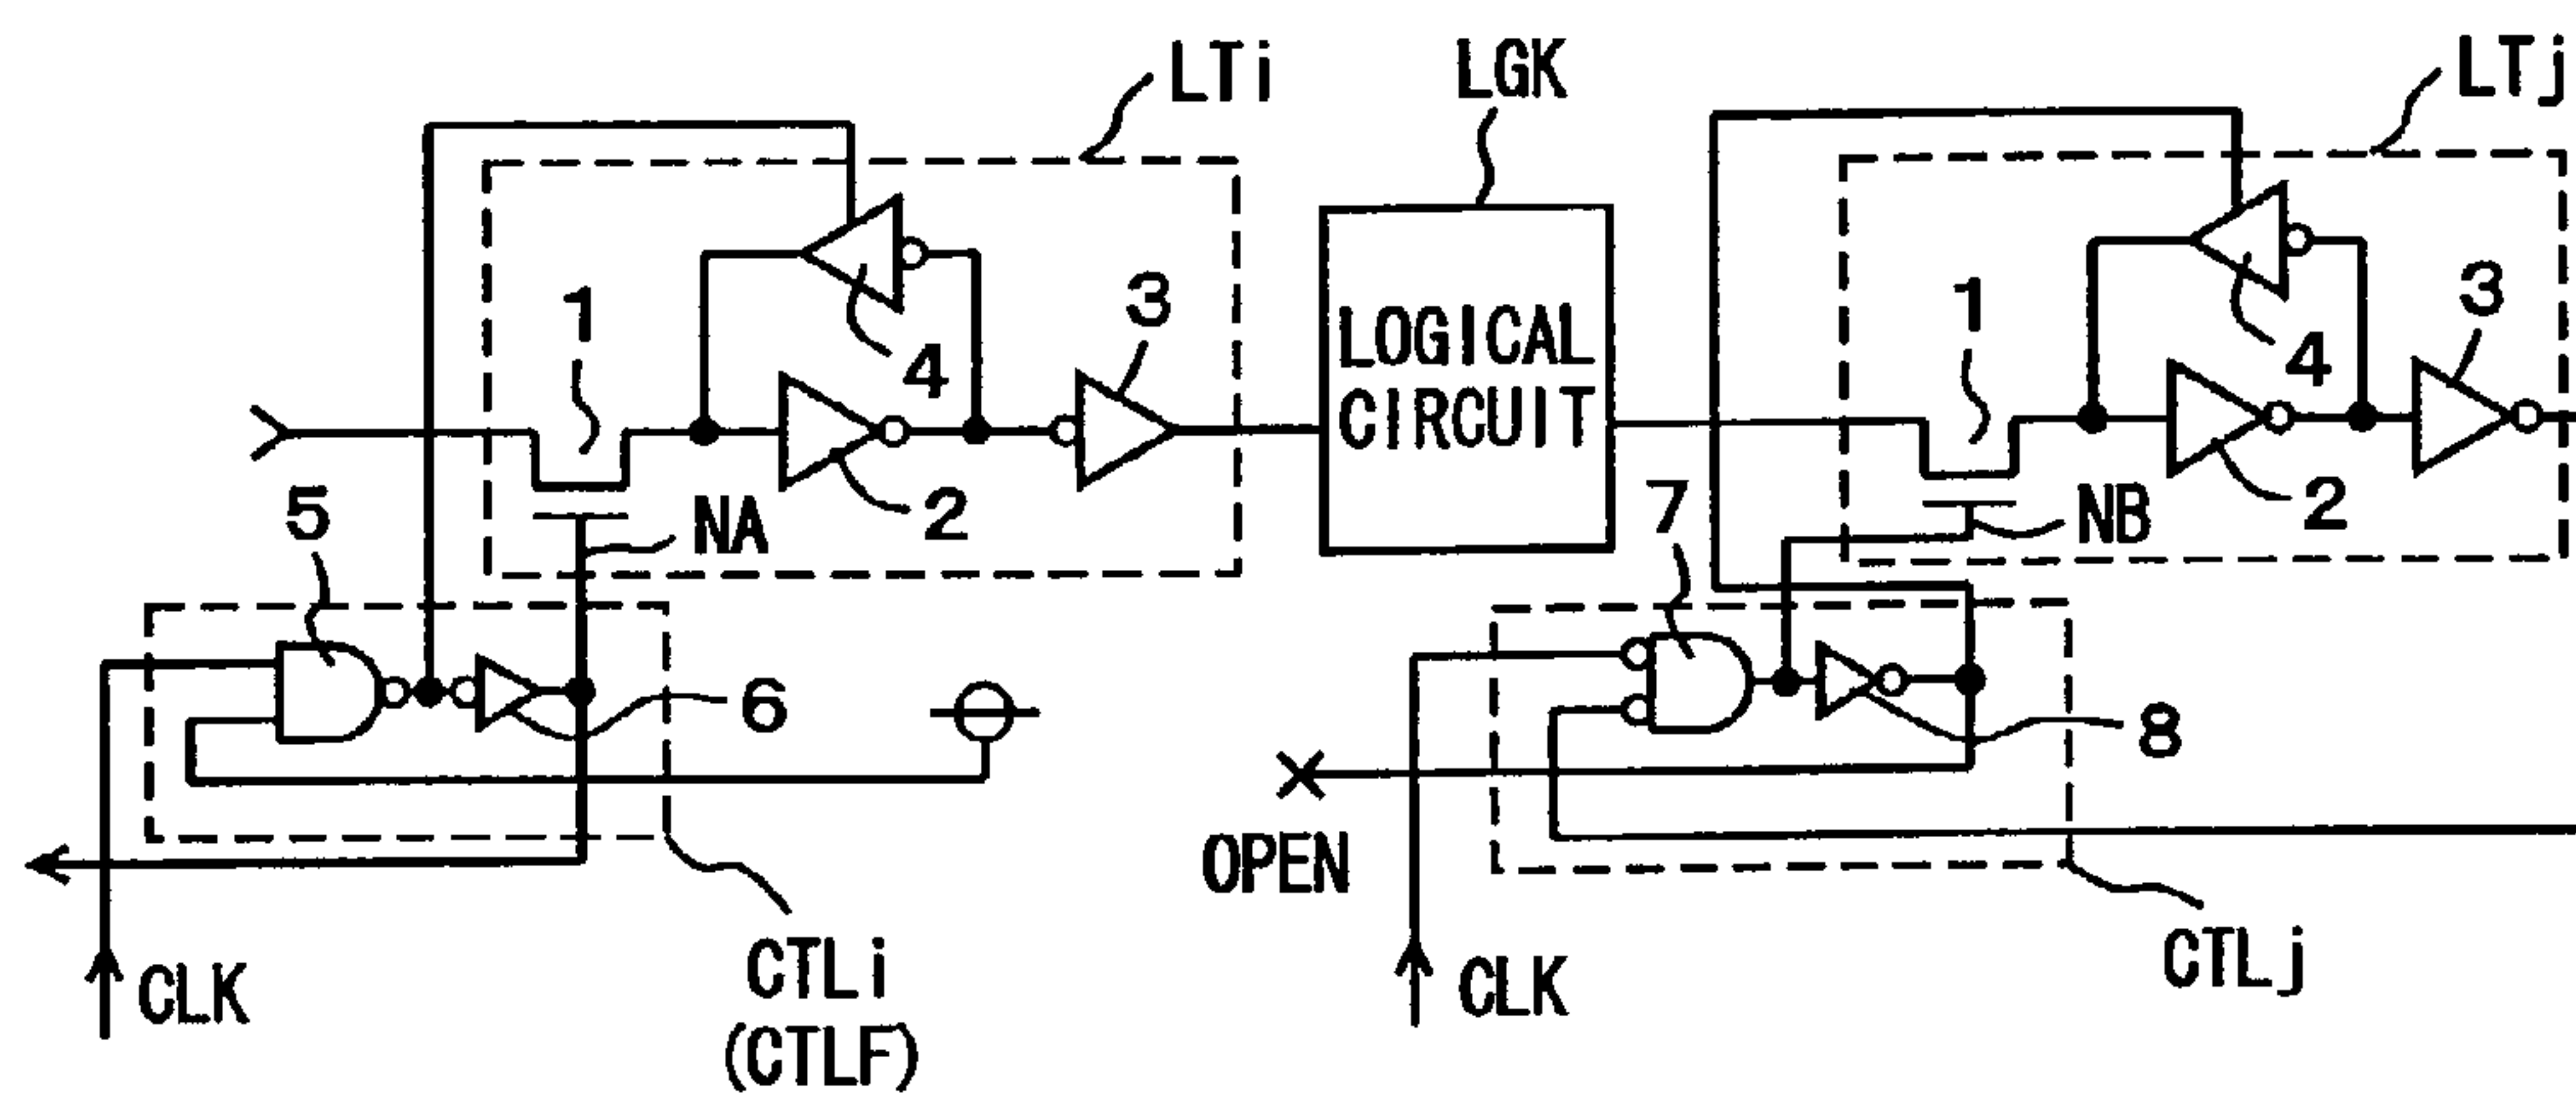 LTi
LGK
LTj
1
4
3
LOGICAL
CIRCUIT
1
4
3
5
NA
2
7
NB
2
6
8
OPEN
CLK
CTLi
(CTLF)
CLK
CTLj